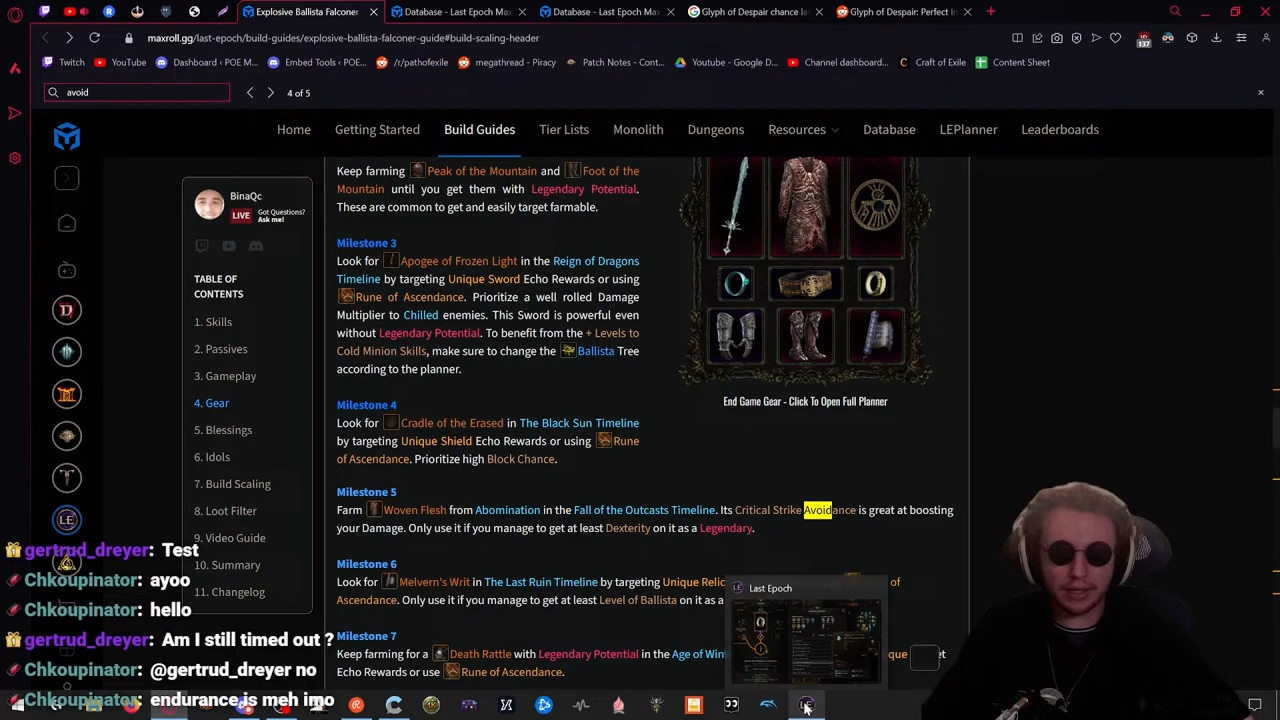 Explosive Ballista Falconer
Database - Last Epoch Max
Database - Last Epoch Max
Glyph of Despair chance la
Glyph of Despair: Perfect In
maxroll.gg/last-epoch/build-guides/explosive-ballista-falconer-guide#build-scaling-header
137
Twitch
YouTube
Dashboard ‹ POE M...
Embed Tools ‹ POE...
/r/pathofexile
megathread - Piracy
Patch Notes - Cont...
Youtube - Google D...
Channel dashboard...
Craft of Exile
Content Sheet
avoid
4 of 5
Home
Getting Started
Build Guides
Tier Lists
Monolith
Dungeons
Resources
Database
LEPlanner
Leaderboards
BinaQc
LIVE
Got Questions?
Ask me!
TABLE OF
CONTENTS
1. Skills
2. Passives
3. Gameplay
4. Gear
5. Blessings
6. Idols
7. Build Scaling
8. Loot Filter
9. Video Guide
10. Summary
11. Changelog
Keep farming Peak of the Mountain and Foot of the
Mountain until you get them with Legendary Potential.
These are common to get and easily target farmable.
Milestone 3
Look for Apogee of Frozen Light in the Reign of Dragons
Timeline by targeting Unique Sword Echo Rewards or using
Rune of Ascendance. Prioritize a well rolled Damage
Multiplier to Chilled enemies. This Sword is powerful even
without Legendary Potential. To benefit from the + Levels to
Cold Minion Skills, make sure to change the Ballista Tree
according to the planner.
End Game Gear - Click To Open Full Planner
Milestone 4
Look for Cradle of the Erased in The Black Sun Timeline
by targeting Unique Shield Echo Rewards or using Rune
of Ascendance. Prioritize high Block Chance.
Milestone 5
Farm Woven Flesh from Abomination in the Fall of the Outcasts Timeline. Its Critical Strike Avoidance is great at boosting
your Damage. Only use it if you manage to get at least Dexterity on it as a Legendary.
Milestone 6
Look for Melvern's Writ in The Last Ruin Timeline by targeting Unique Relic
of
Ascendance. Only use it if you manage to get at least Level of Ballista on it as a
Milestone 7
Keep farming for a Death Rattle with Legendary Potential in the Age of Win
que
et
Echo Reward or use Rune of Ascendance.
Last Epoch
gertrud_dreyer: Test
Chkoupinator: ayoo
Chkoupinator: hello
gertrud_dreyer: Am I still timed out ?
Chkoupinator: @gertrud_dreyer no
Chkoupinator: endurance is meh imo